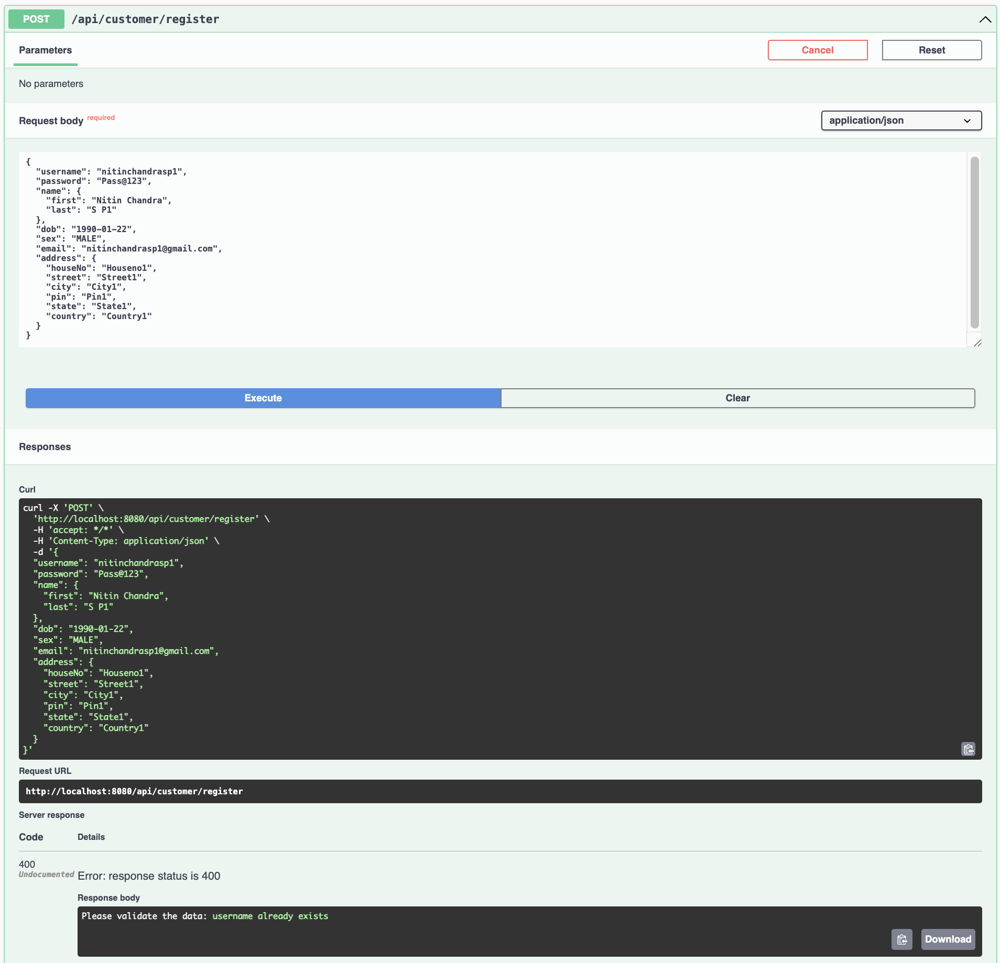 POST /api/customer/register
Parameters
Cancel
Reset
No parameters
Request body required
application/json
{
  "username": "nitinchandrasp1",
  "password": "Pass@123",
  "name": {
    "first": "Nitin Chandra",
    "last": "S P1"
  },
  "dob": "1990-01-22",
  "sex": "MALE",
  "email": "nitinchandrasp1@gmail.com",
  "address": {
    "houseNo": "Houseno1",
    "street": "Street1",
    "city": "City1",
    "pin": "Pin1",
    "state": "State1",
    "country": "Country1"
  }
}
Execute
Clear
Responses
Curl
curl -X 'POST' \
  'http://localhost:8080/api/customer/register' \
  -H 'accept: */*' \
  -H 'Content-Type: application/json' \
  -d '{
  "username": "nitinchandrasp1",
  "password": "Pass@123",
  "name": {
    "first": "Nitin Chandra",
    "last": "S P1"
  },
  "dob": "1990-01-22",
  "sex": "MALE",
  "email": "nitinchandrasp1@gmail.com",
  "address": {
    "houseNo": "Houseno1",
    "street": "Street1",
    "city": "City1",
    "pin": "Pin1",
    "state": "State1",
    "country": "Country1"
  }
}'
Request URL
http://localhost:8080/api/customer/register
Server response
Code
Details
400
Undocumented
Error: response status is 400
Response body
Please validate the data: username already exists
Download